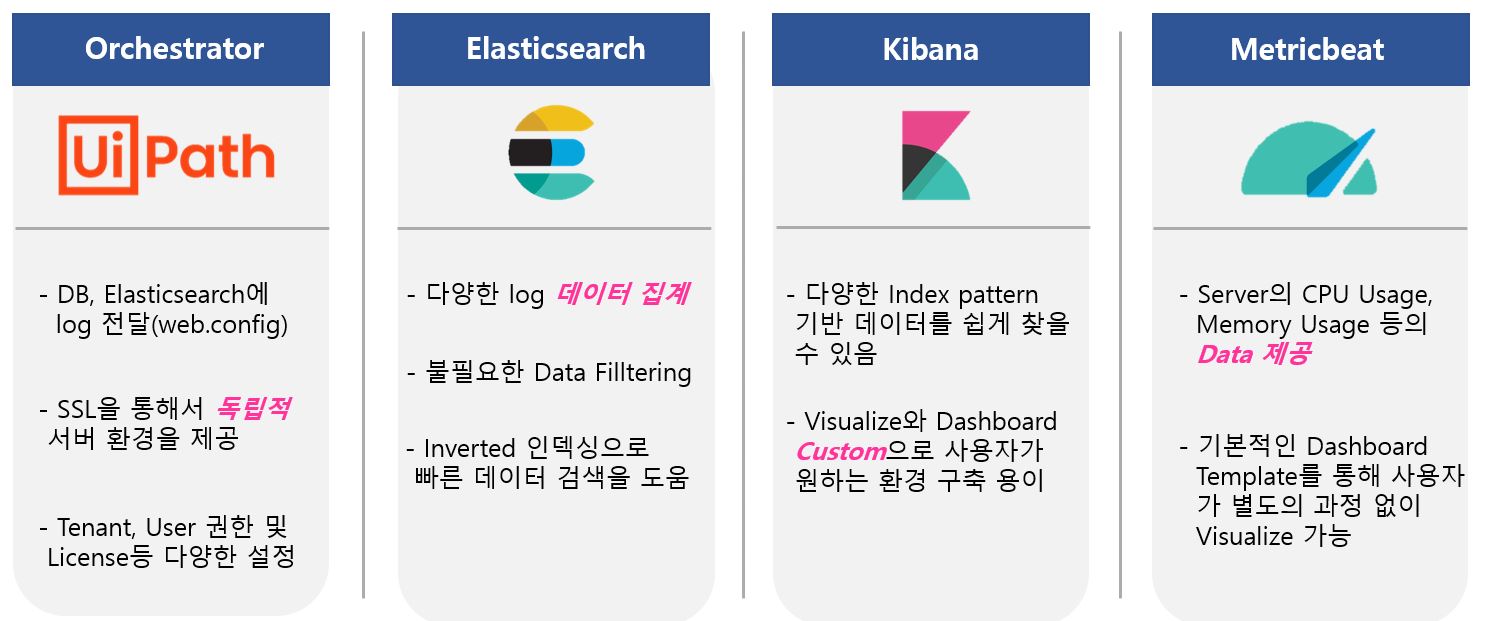 Orchestrator
UiPath
- DB, Elasticsearch에
log 전달(web.config)
- SSL을 통해서 독립적
서버 환경을 제공
- Tenant, User 권한 및
License등 다양한 설정
Elasticsearch
- 다양한 log 데이터 집계
- 불필요한 Data Filltering
- Inverted 인덱싱으로
빠른 데이터 검색을 도움
Kibana
- 다양한 Index pattern
기반 데이터를 쉽게 찾을
수 있음
- Visualize와 Dashboard
Custom으로 사용자가
원하는 환경 구축 용이
Metricbeat
- Server의 CPU Usage,
Memory Usage 등의
Data 제공
- 기본적인 Dashboard
Template를 통해 사용자
가 별도의 과정 없이
Visualize 가능